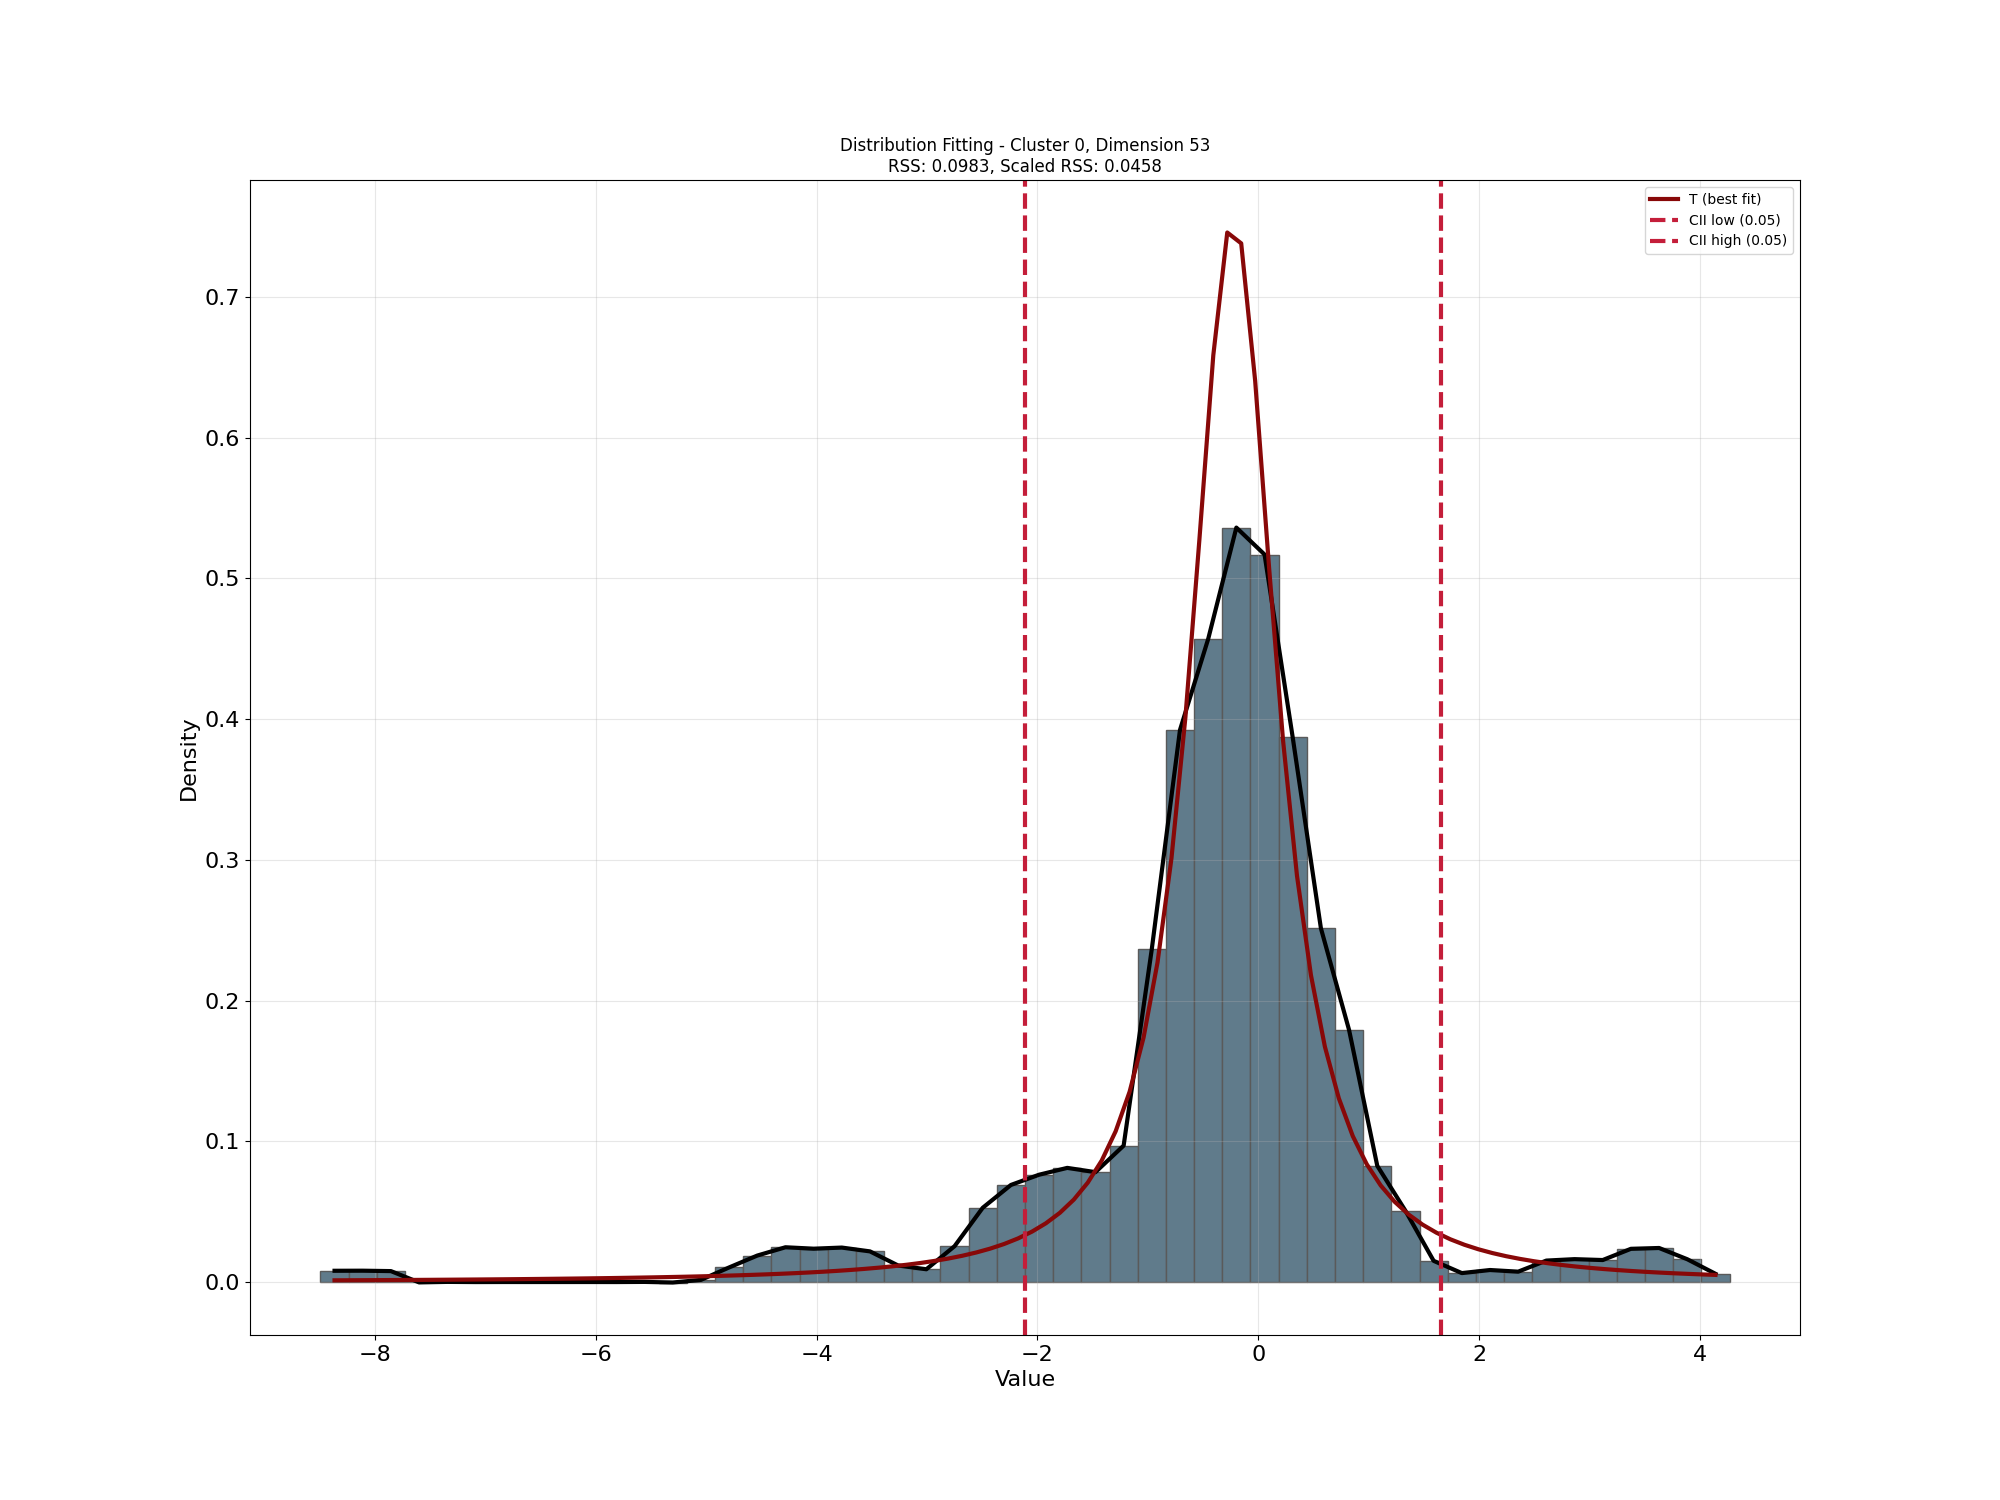 Distribution Fitting - Cluster 0, Dimension 53
RSS: 0.0983, Scaled RSS: 0.0458
T (best fit)
CII low (0.05)
CII high (0.05)
0.7
0.6
0.5
0.4
0.3
0.2
0.1
0.0
Density
−8 −6 −4 −2 0 2 4
Value